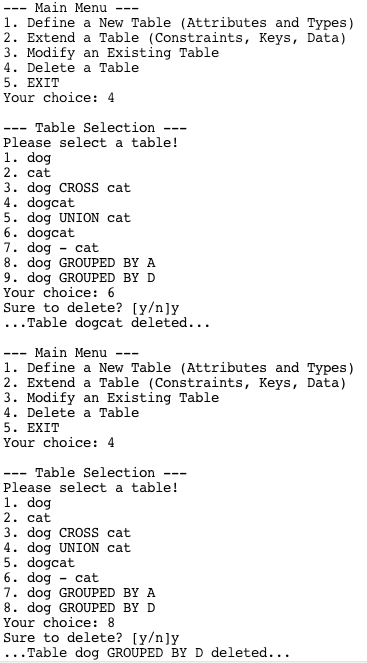 --- Main Menu ---
1. Define a New Table (Attributes and Types)
2. Extend a Table (Constraints, Keys, Data)
3. Modify an Existing Table
4. Delete a Table
5. EXIT
Your choice: 4
--- Table Selection ---
Please select a table!
1. dog
2. cat
3. dog CROSS cat
4. dogcat
5. dog UNION cat
6. dogcat
7. dog - cat
8. dog GROUPED BY A
9. dog GROUPED BY D
Your choice: 6
Sure to delete? [y/n]y
...Table dogcat deleted...
--- Main Menu ---
1. Define a New Table (Attributes and Types)
2. Extend a Table (Constraints, Keys, Data)
3. Modify an Existing Table
4. Delete a Table
5. EXIT
Your choice: 4
--- Table Selection ---
Please select a table!
1. dog
2. cat
3. dog CROSS cat
4. dog UNION cat
5. dogcat
6. dog - cat
7. dog GROUPED BY A
8. dog GROUPED BY D
Your choice: 8
Sure to delete? [y/n]y
...Table dog GROUPED BY D deleted...